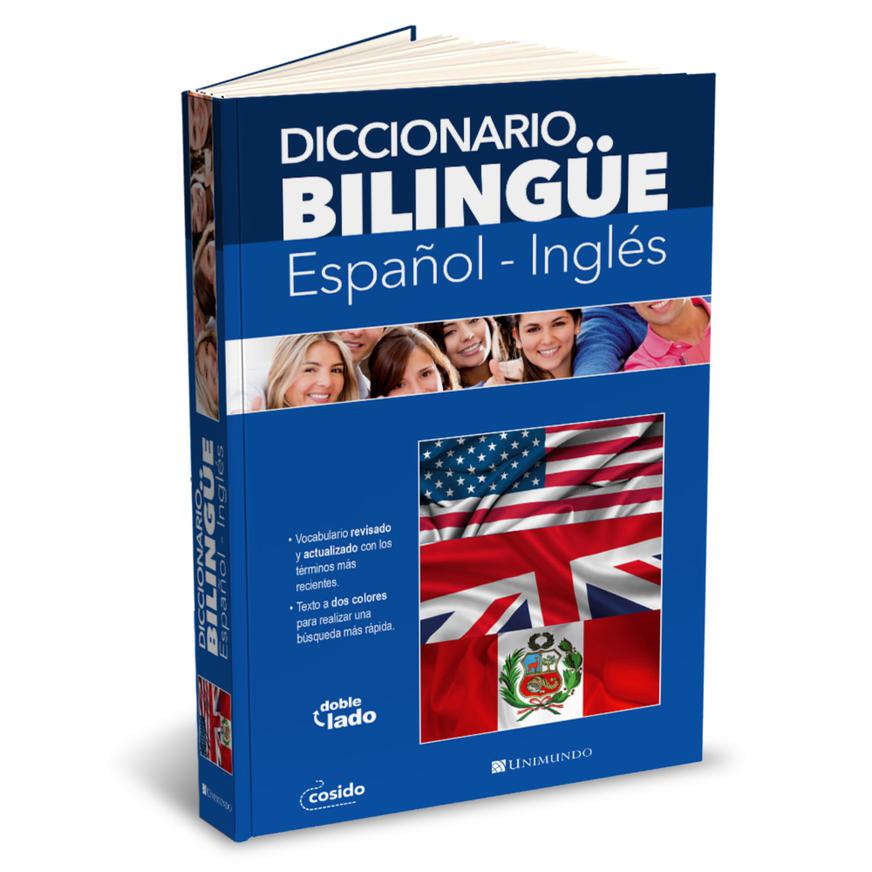 DICCIONARIO
BILINGÜE
Español - Inglés
• Vocabulario revisado
y actualizado con los
términos más
recientes.
• Texto a dos colores
para realizar una
búsqueda más rápida.
doble
lado
cosido
UNIMUNDO
DICCIONARIO
BILINGÜE
Español - Inglés
UNIMUNDO